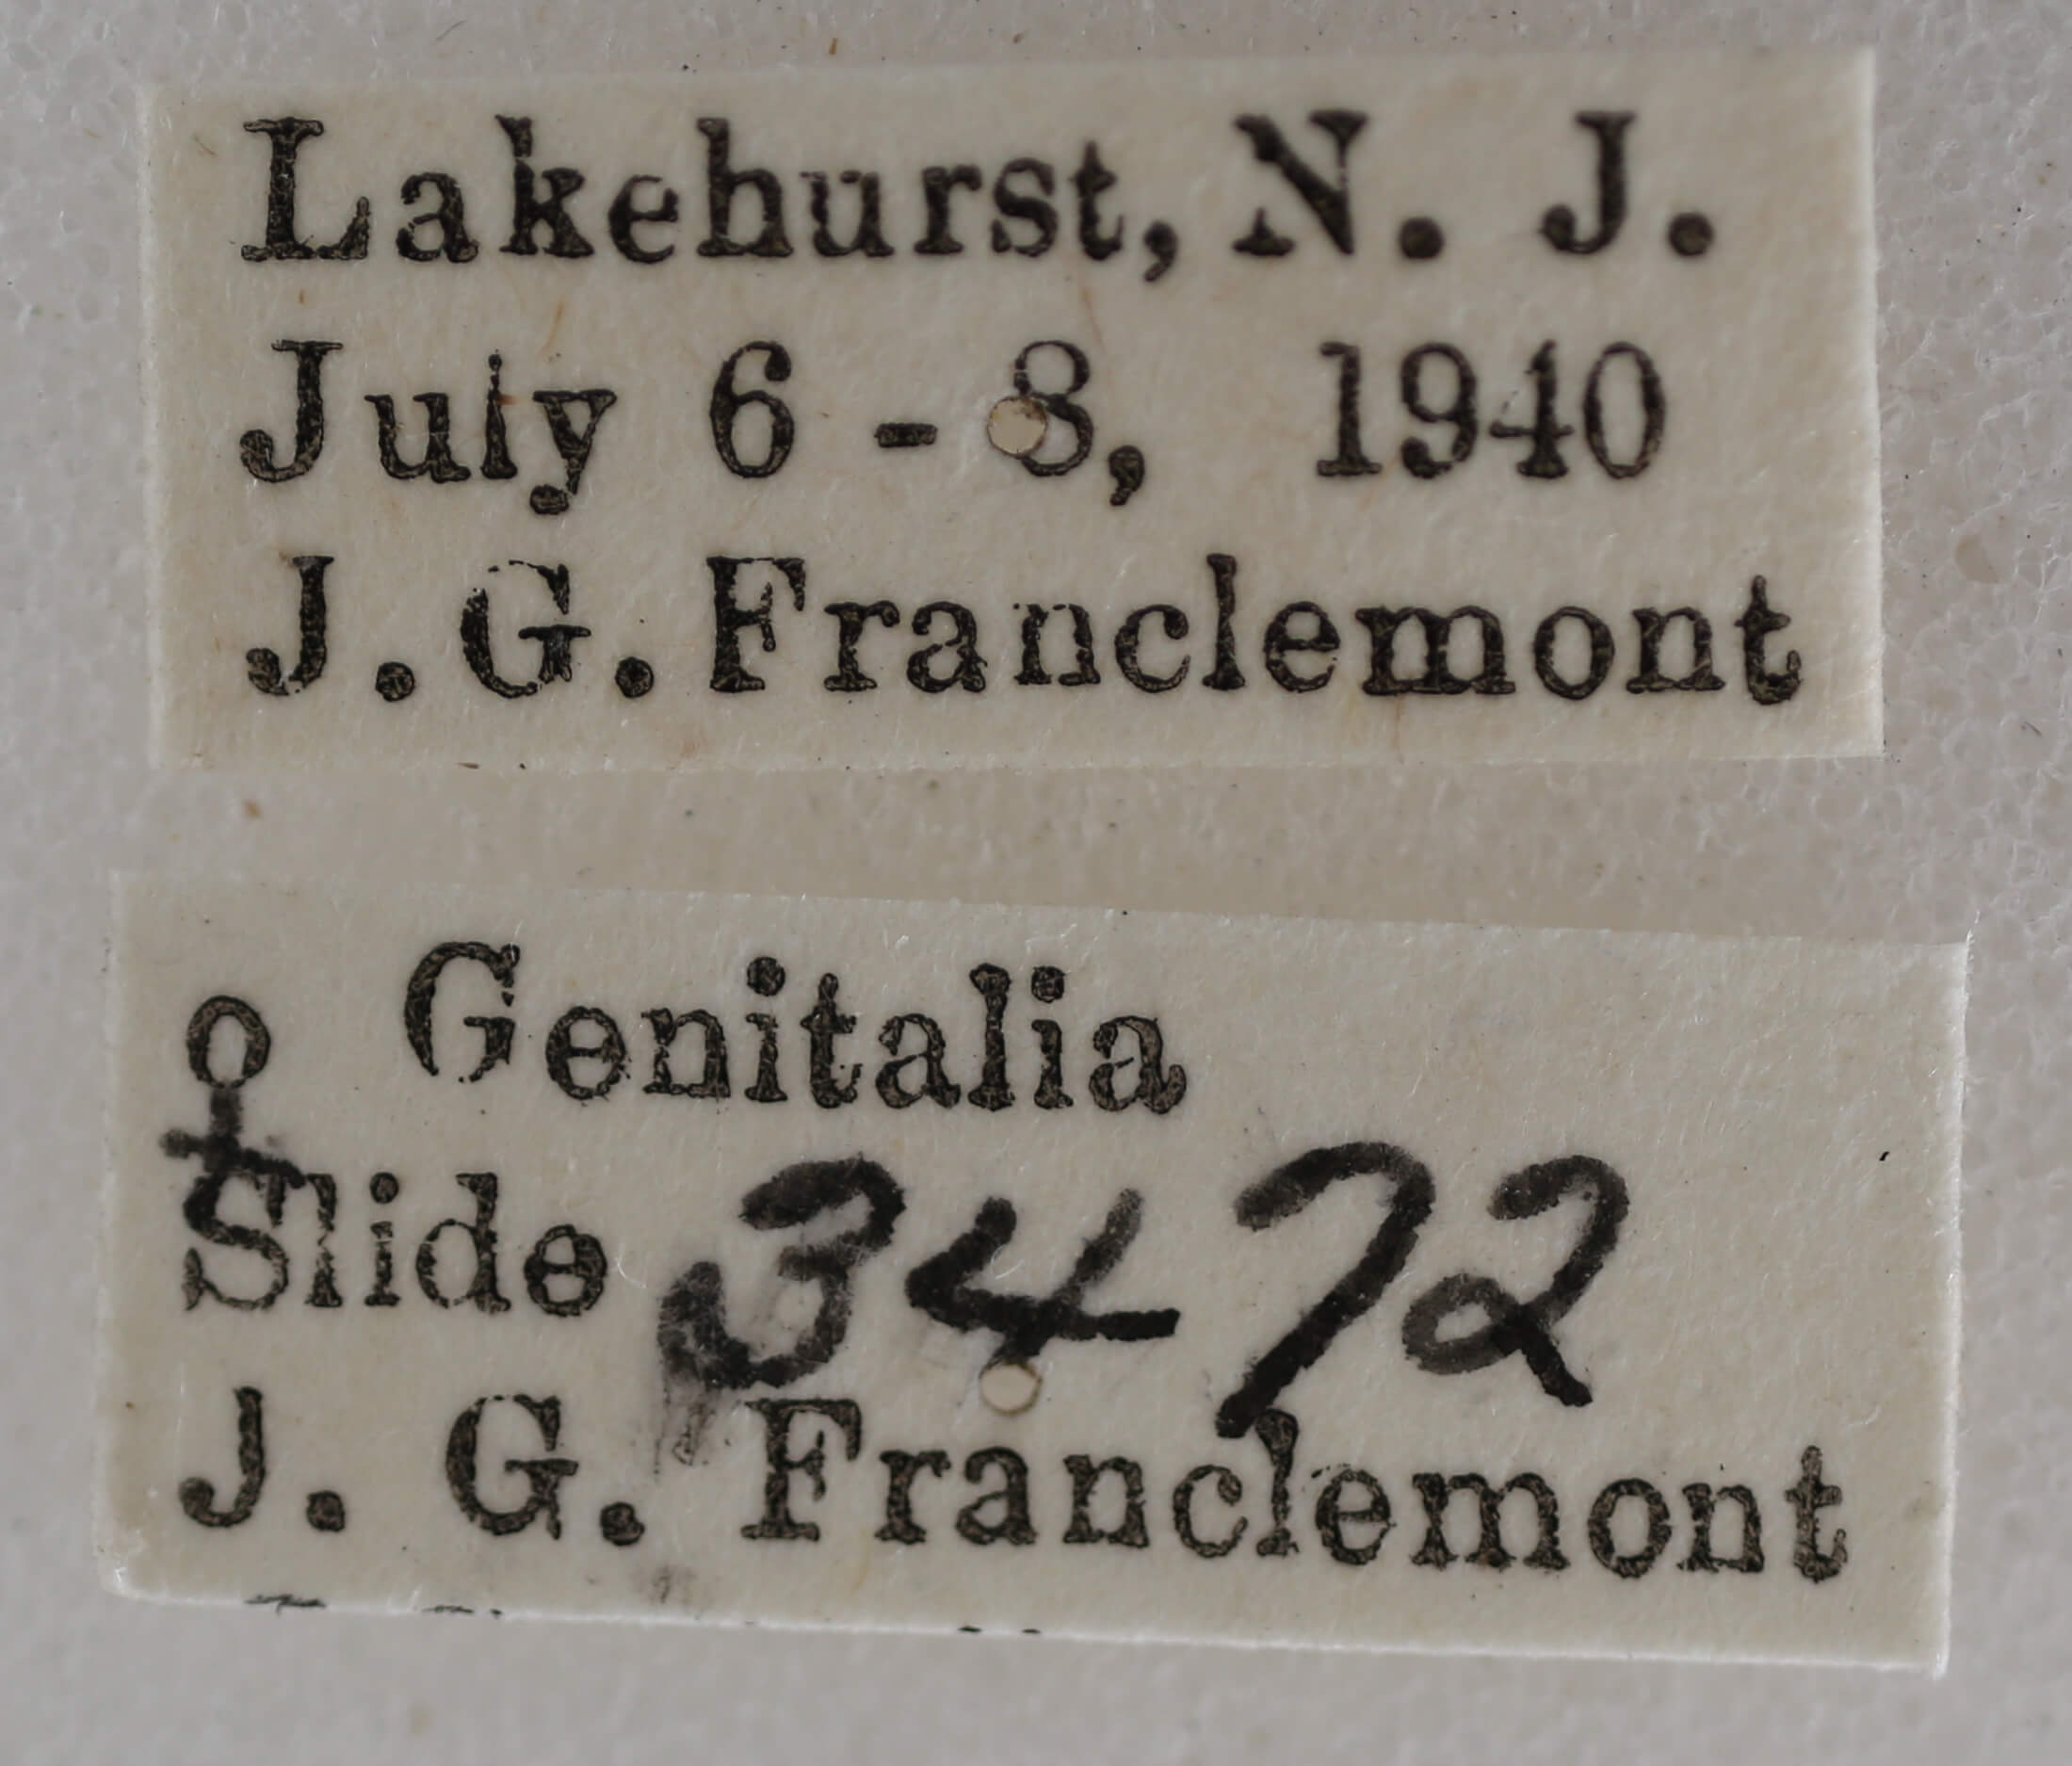 Lakehurst, N. J.
July 6 - 8, 1940
J. G. Franclemont
♀ Genitalia
Slide 3472
J. G. Franclemont